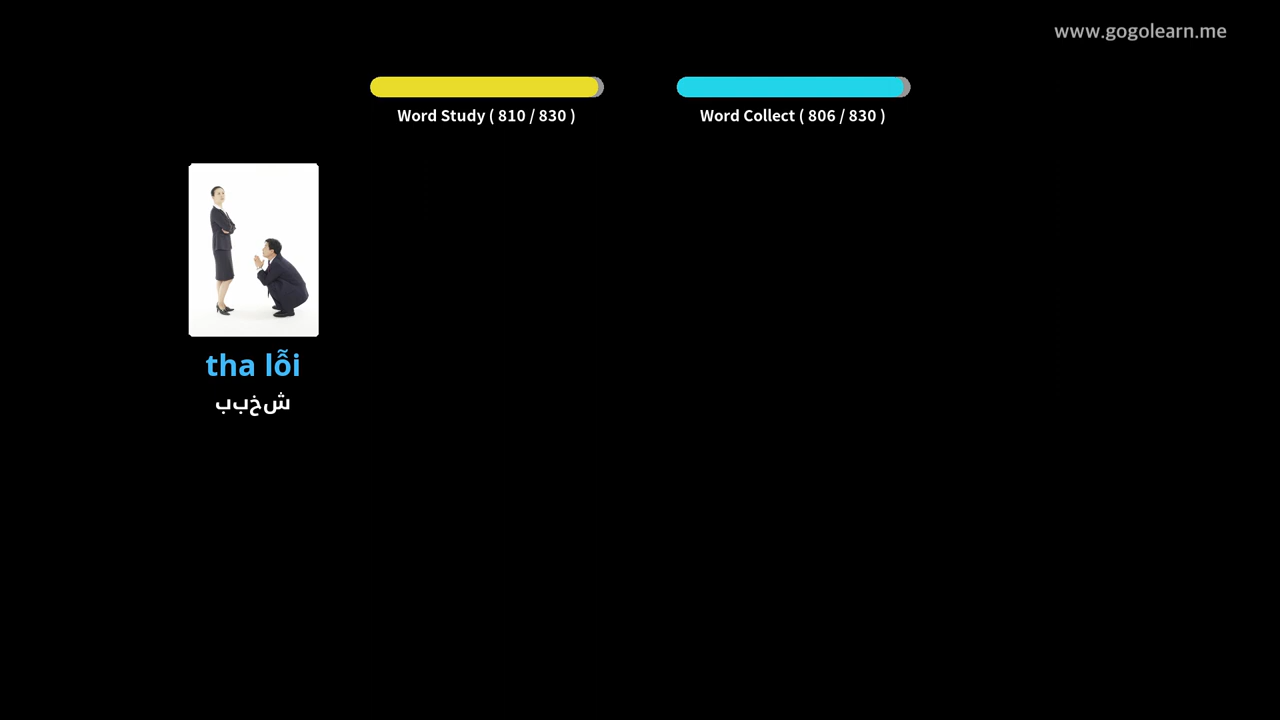 www.gogolearn.me
Word Study ( 810 / 830 )
Word Collect ( 806 / 830 )
tha lỗi
شخبب